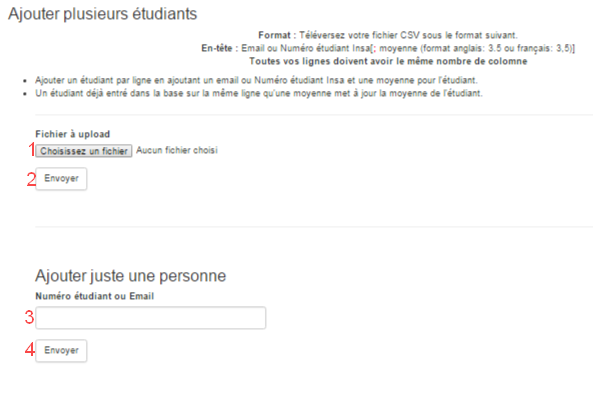 Ajouter plusieurs étudiants
Format : Téléversez votre fichier CSV sous le format suivant.
En-tête : Email ou Numéro étudiant Insa[; moyenne (format anglais: 3.5 ou français: 3,5)]
Toutes vos lignes doivent avoir le même nombre de colomne
Ajouter un étudiant par ligne en ajoutant un email ou Numéro étudiant Insa et une moyenne pour l'étudiant.
Un étudiant déjà entré dans la base sur la même ligne qu'une moyenne met à jour la moyenne de l'étudiant.
Fichier à upload
1 Choisissez un fichier Aucun fichier choisi
2 Envoyer
Ajouter juste une personne
Numéro étudiant ou Email
3
4 Envoyer